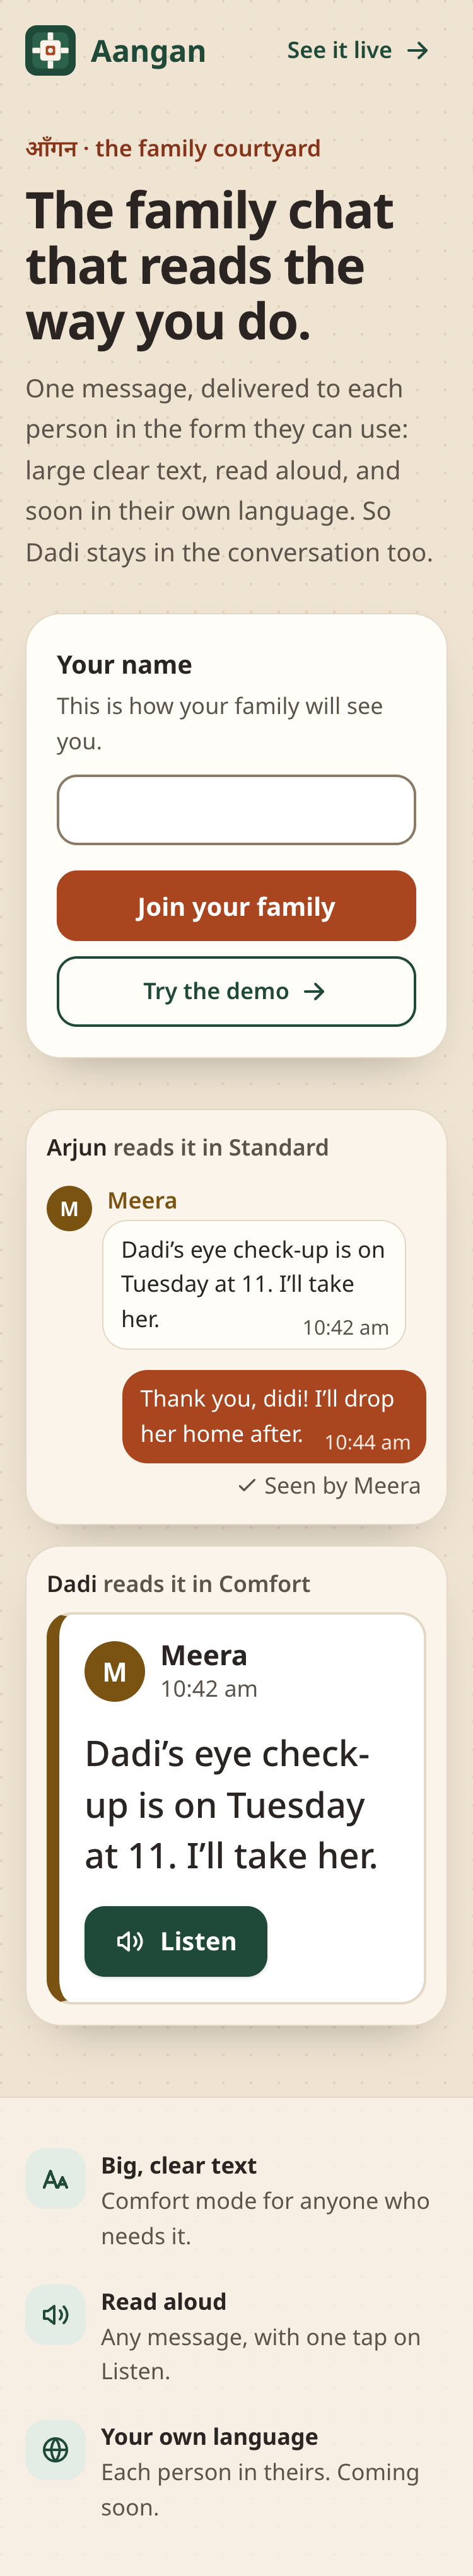 Aangan
See it live →
आँगन · the family courtyard
The family chat
that reads the
way you do.
One message, delivered to each
person in the form they can use:
large clear text, read aloud, and
soon in their own language. So
Dadi stays in the conversation too.
Your name
This is how your family will see
you.
Join your family
Try the demo →
Arjun reads it in Standard
M
Meera
Dadi’s eye check-up is on
Tuesday at 11. I’ll take
her.
10:42 am
Thank you, didi! I’ll drop
her home after.
10:44 am
✓ Seen by Meera
Dadi reads it in Comfort
M
Meera
10:42 am
Dadi’s eye check-
up is on Tuesday
at 11. I’ll take her.
Listen
AA
Big, clear text
Comfort mode for anyone who
needs it.
Read aloud
Any message, with one tap on
Listen.
Your own language
Each person in theirs. Coming
soon.